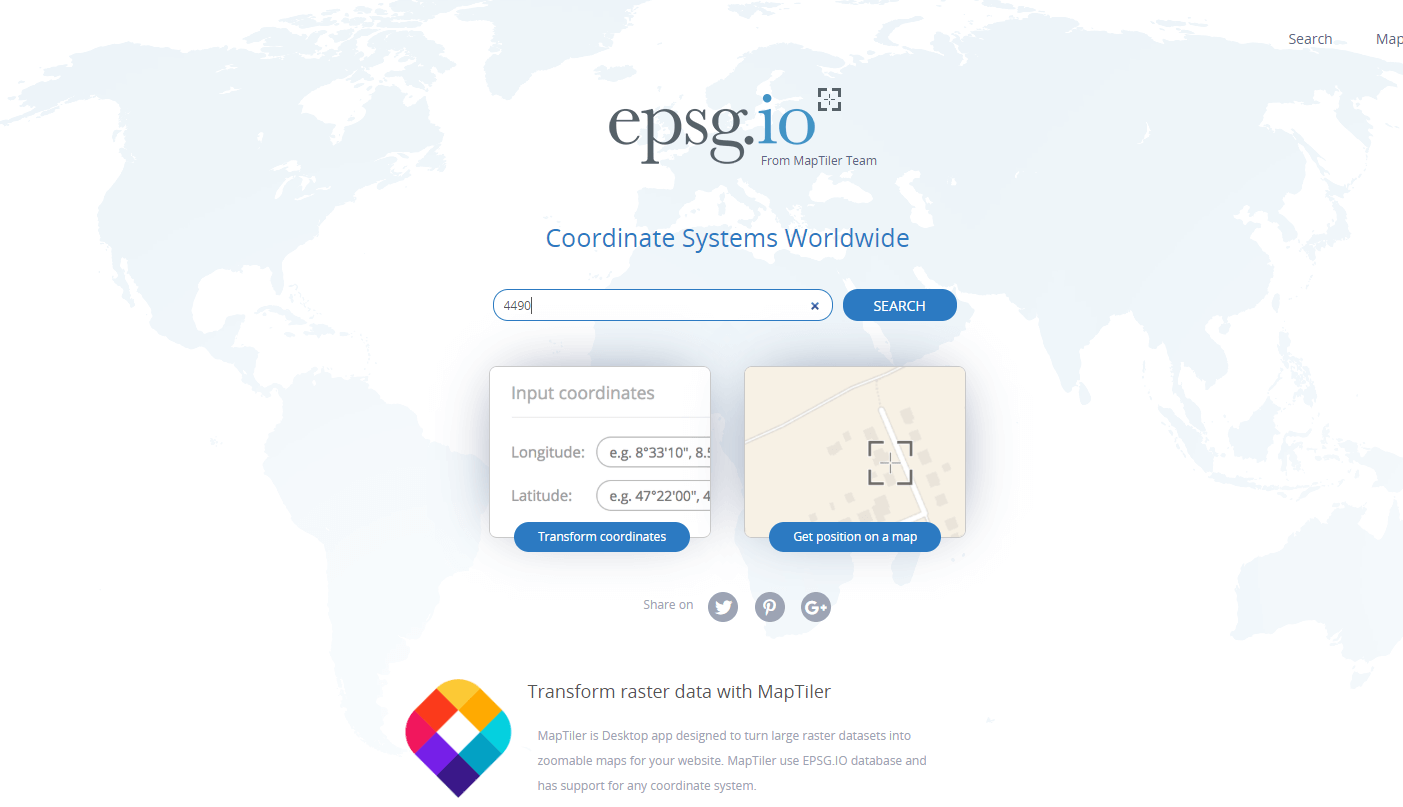 Search
Map
epsg.io
From MapTiler Team
Coordinate Systems Worldwide
4490 ×
SEARCH
Input coordinates
Longitude: e.g. 8°33'10", 8.5
Latitude: e.g. 47°22'00", 4
Transform coordinates
Get position on a map
Share on
G+
Transform raster data with MapTiler
MapTiler is Desktop app designed to turn large raster datasets into
zoomable maps for your website. MapTiler use EPSG.IO database and
has support for any coordinate system.